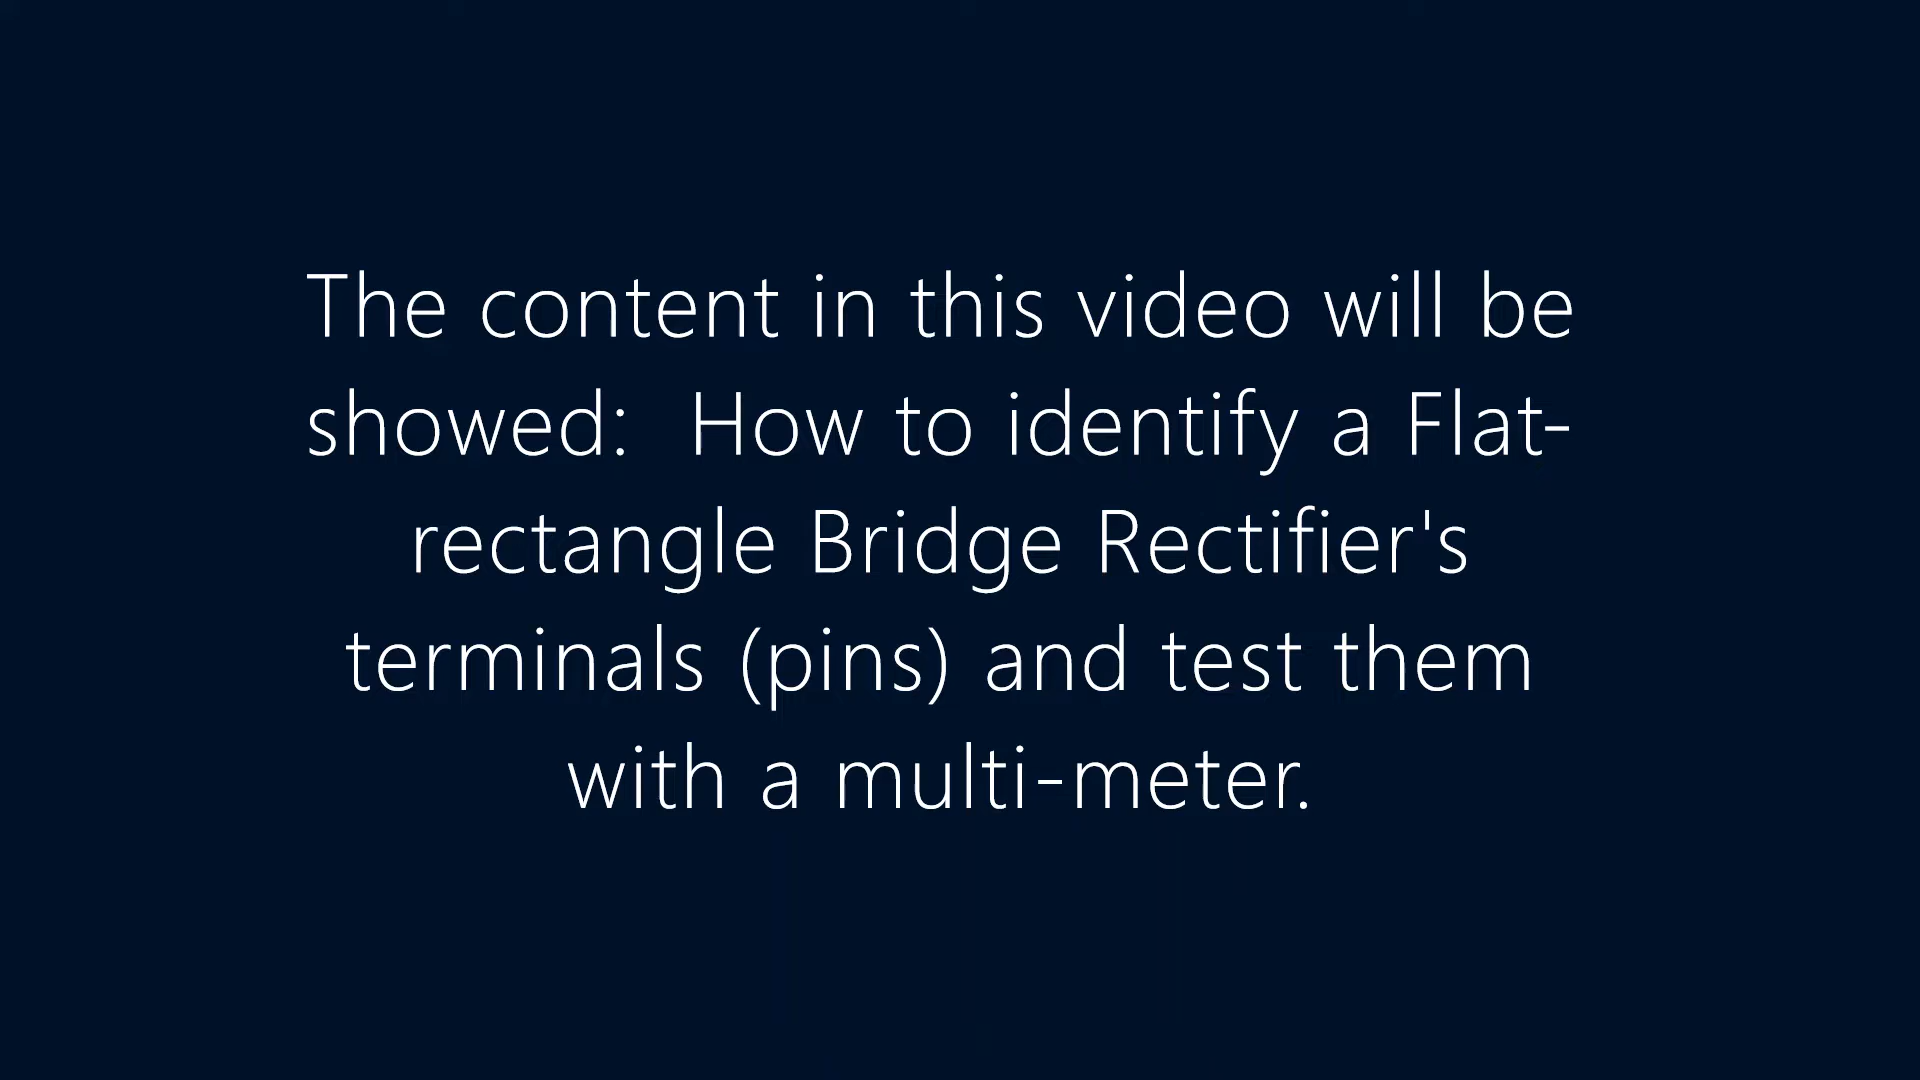 The content in this video will be
showed:  How to identify a Flat-
rectangle Bridge Rectifier's
terminals (pins) and test them
with a multi-meter.